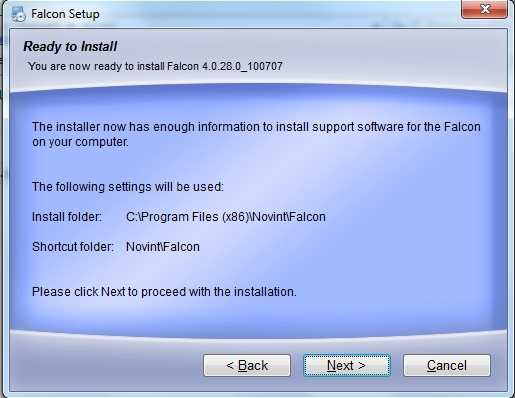 Falcon Setup
Ready to Install
You are now ready to install Falcon 4.0.28.0_100707
The installer now has enough information to install support software for the Falcon
on your computer.
The following settings will be used:
Install folder: C:\Program Files (x86)\Novint\Falcon
Shortcut folder: Novint\Falcon
Please click Next to proceed with the installation.
< Back Next > Cancel